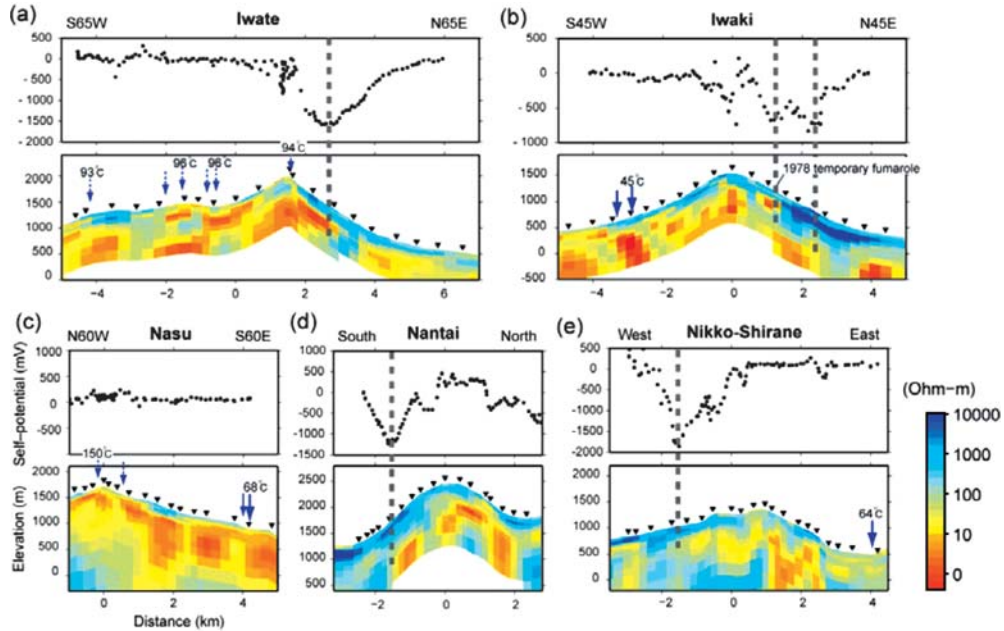 (a) S65W Iwate N65E
500
0
- 500
- 1000
- 1500
- 2000
93°C 96°C 96°C 94°C
2000
1500
1000
500
0
−4 −2 0 2 4 6
(b) S45W Iwaki N45E
500
0
- 500
- 1000
1978 temporary fumarole
45°C
2000
1500
1000
500
0
-500
−4 −2 0 2 4
(c) N60W Nasu S60E
1000
500
0
-500
Self−potential (mV)
150°C
68°C
2000
1500
1000
500
0
Elevation (m)
0 2 4
Distance (km)
(d) South Nantai North
1000
500
0
-500
-1000
-1500
2500
2000
1500
1000
500
−2 0 2
(e) West Nikko-Shirane East
500
0
- 500
-1000
-1500
2000
64°C
2000
1500
1000
500
0
−2 0 2 4
(Ohm−m)
10000
1000
100
10
0